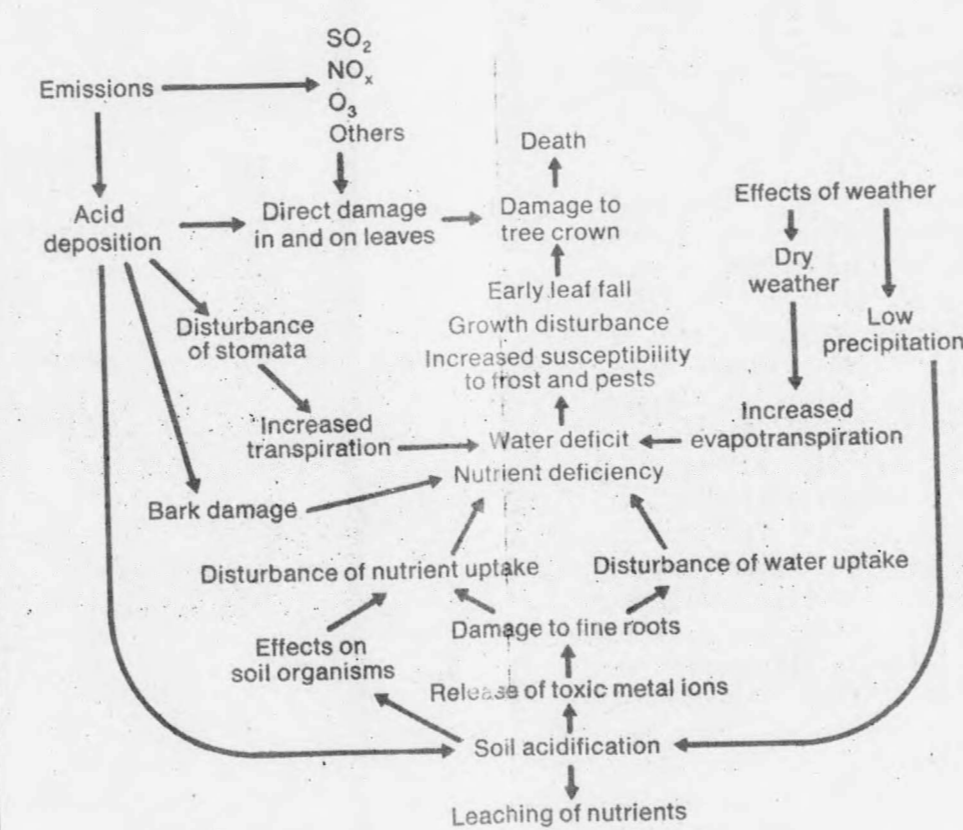 SO₂
NOₓ
O₃
Others
Emissions
Death
Effects of weather
Acid
deposition
Direct damage
in and on leaves
Damage to
tree crown
Dry
weather
Early leaf fall
Low
precipitation
Disturbance
of stomata
Growth disturbance
Increased susceptibility
to frost and pests
Increased
transpiration
Water deficit
Increased
evapotranspiration
Nutrient deficiency
Bark damage
Disturbance of nutrient uptake
Disturbance of water uptake
Effects on
soil organisms
Damage to fine roots
Release of toxic metal ions
Soil acidification
Leaching of nutrients